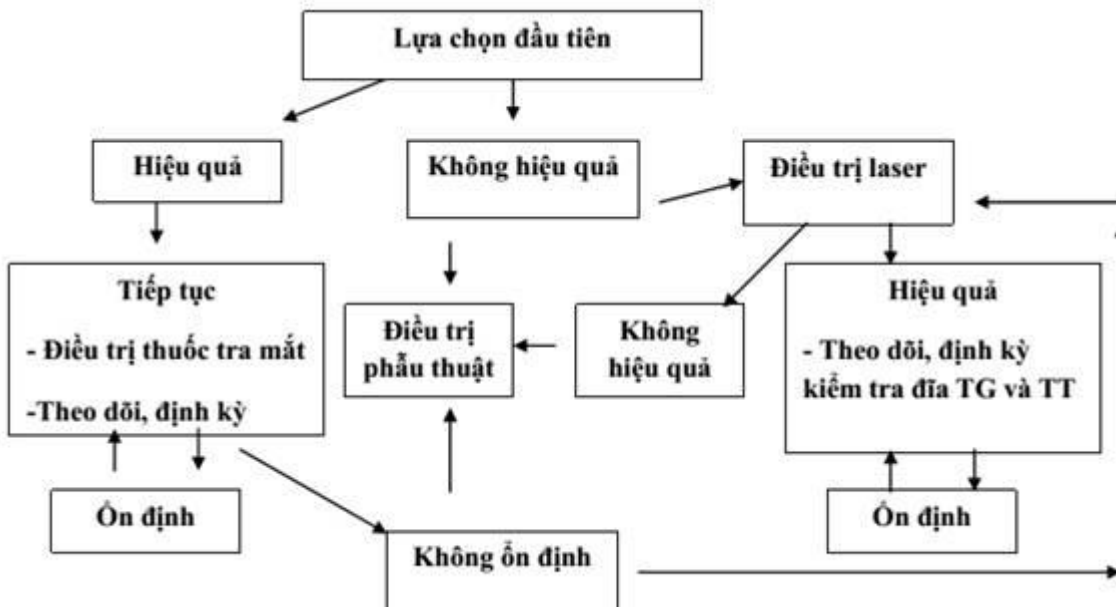 Lựa chọn đầu tiên
Hiệu quả
Không hiệu quả
Điều trị laser
Tiếp tục
- Điều trị thuốc tra mắt
-Theo dõi, định kỳ
Điều trị
phẫu thuật
Không
hiệu quả
Hiệu quả
- Theo dõi, định kỳ
kiểm tra đĩa TG và TT
Ổn định
Không ổn định
Ổn định